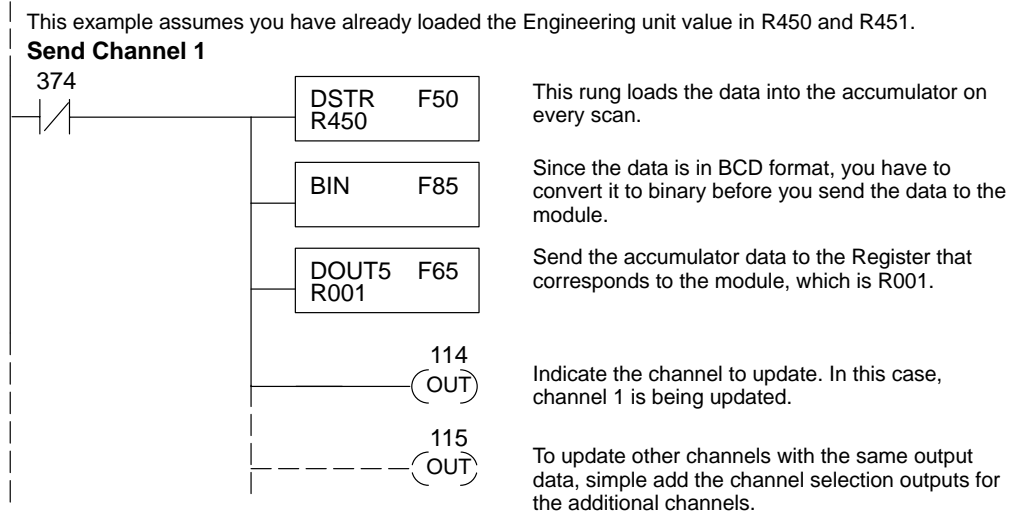 This example assumes you have already loaded the Engineering unit value in R450 and R451.
Send Channel 1
374
DSTR F50
R450
This rung loads the data into the accumulator on
every scan.
BIN F85
Since the data is in BCD format, you have to
convert it to binary before you send the data to the
module.
DOUT5 F65
R001
Send the accumulator data to the Register that
corresponds to the module, which is R001.
114
OUT
Indicate the channel to update. In this case,
channel 1 is being updated.
115
OUT
To update other channels with the same output
data, simple add the channel selection outputs for
the additional channels.